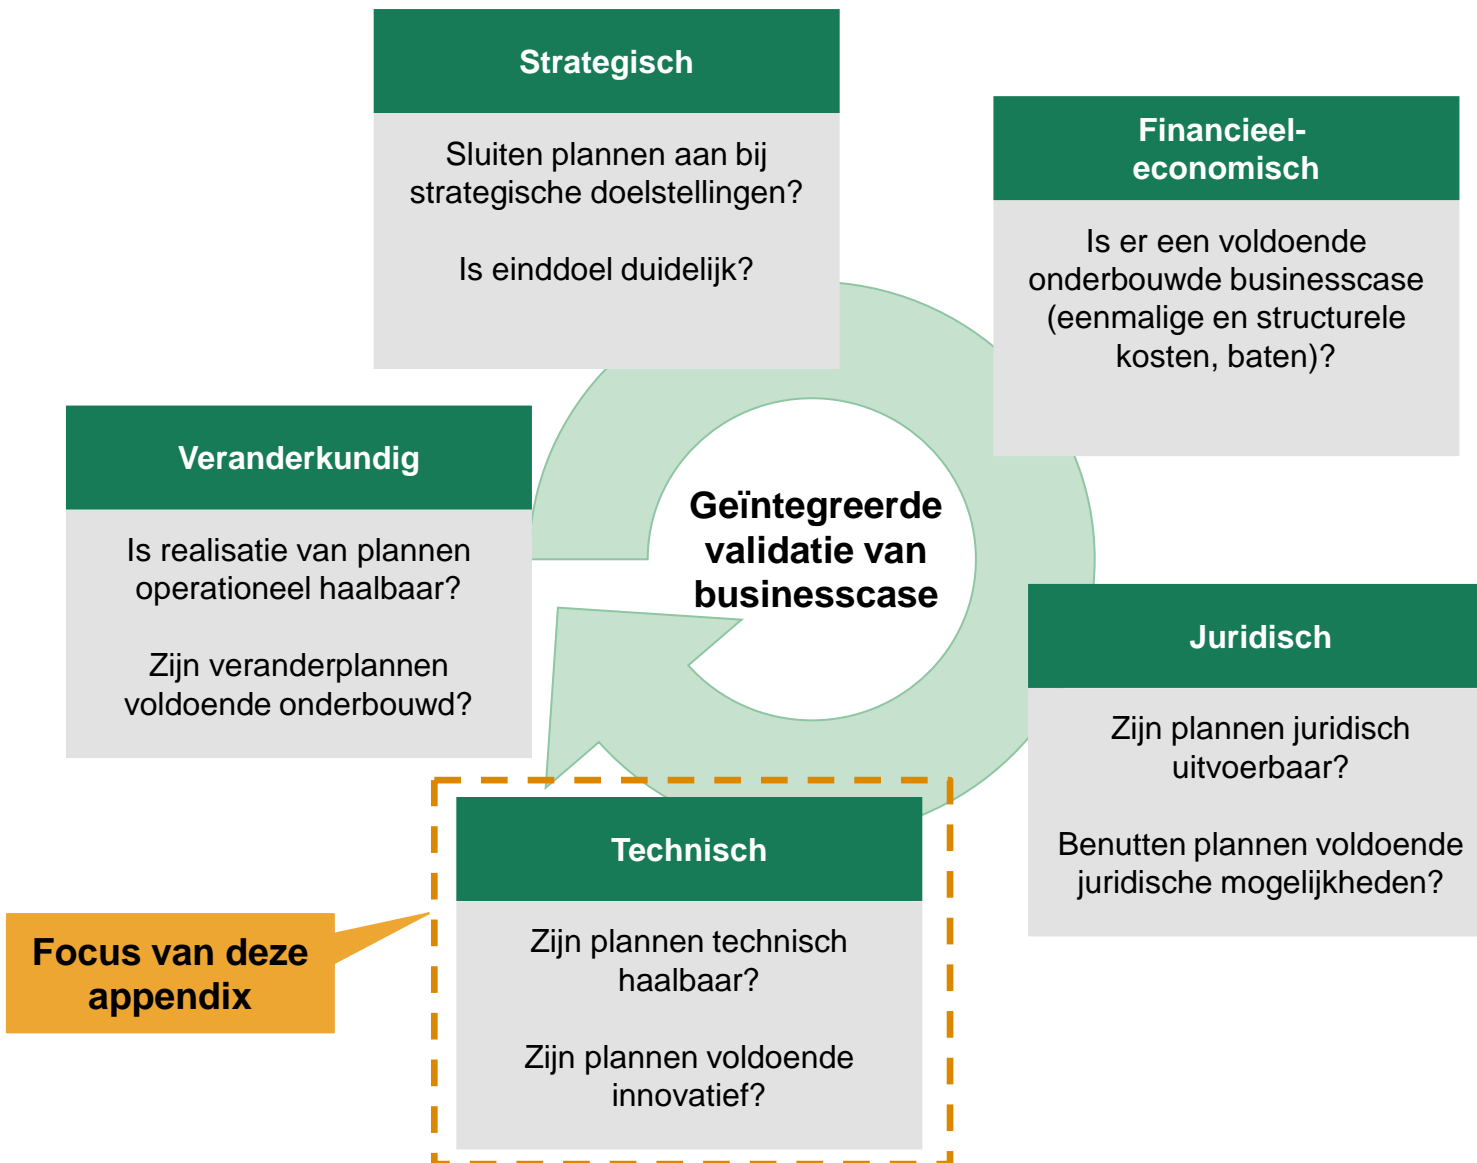 Strategisch
Sluiten plannen aan bij
strategische doelstellingen?
Is einddoel duidelijk?
Financieel-
economisch
Is er een voldoende
onderbouwde businesscase
(eenmalige en structurele
kosten, baten)?
Veranderkundig
Is realisatie van plannen
operationeel haalbaar?
Zijn veranderplannen
voldoende onderbouwd?
Geïntegreerde
validatie van
businesscase
Juridisch
Zijn plannen juridisch
uitvoerbaar?
Benutten plannen voldoende
juridische mogelijkheden?
Technisch
Zijn plannen technisch
haalbaar?
Zijn plannen voldoende
innovatief?
Focus van deze
appendix